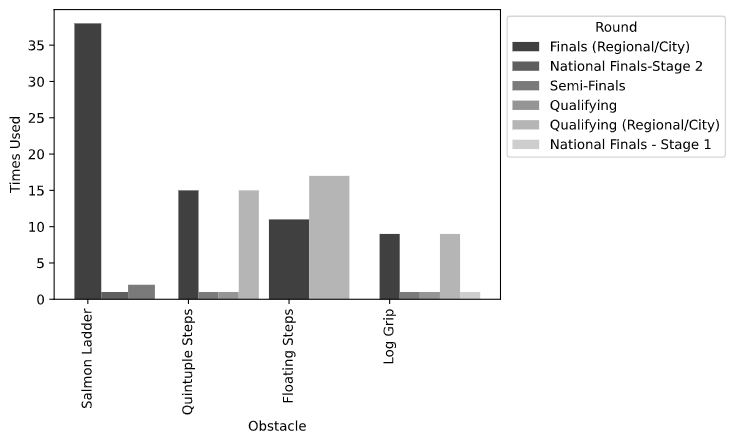 Times Used
35
30
25
20
15
10
5
0
Salmon Ladder
Quintuple Steps
Floating Steps
Log Grip
Obstacle
Round
Finals (Regional/City)
National Finals-Stage 2
Semi-Finals
Qualifying
Qualifying (Regional/City)
National Finals - Stage 1